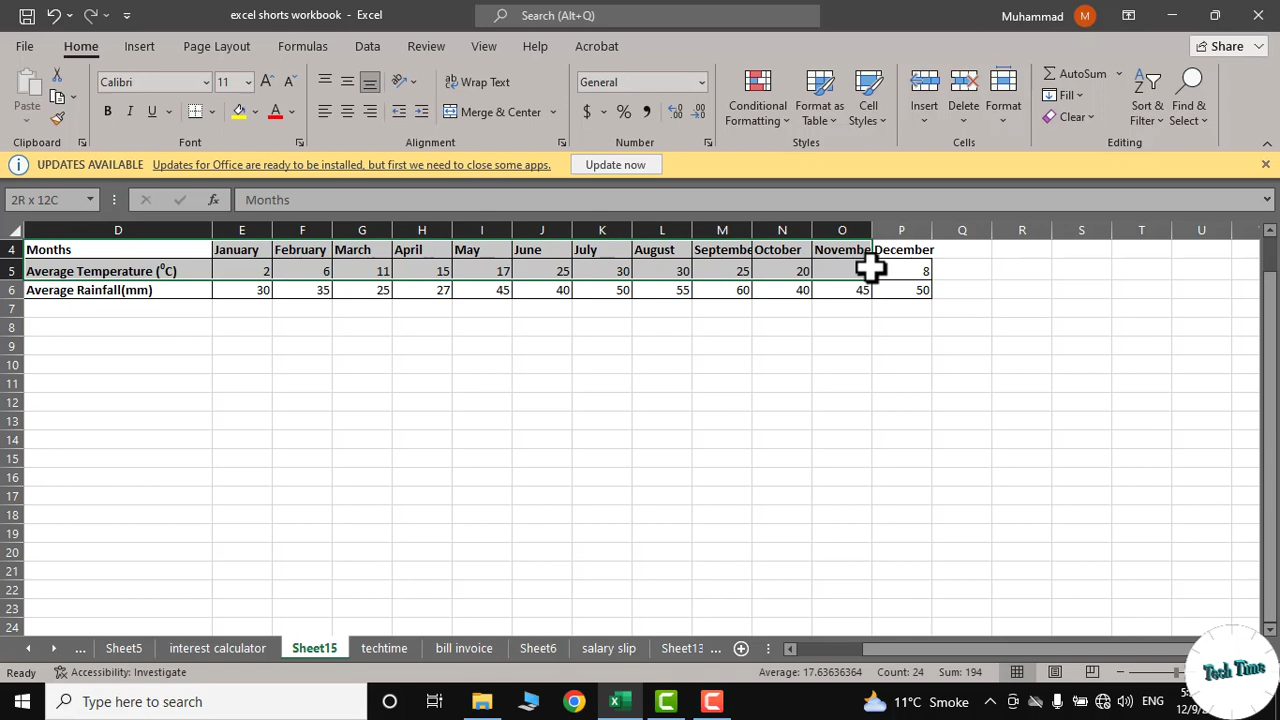 excel shorts workbook - Excel
Search (Alt+Q)
Muhammad
M
File Home Insert Page Layout Formulas Data Review View Help Acrobat
Share
Paste
Calibri 11 A A
B I U A
Wrap Text
Merge & Center
General
$ %
Conditional Formatting
Format as Table
Cell Styles
Insert Delete Format
AutoSum
Fill
Clear
Sort & Filter
Find & Select
Clipboard Font Alignment Number Styles Cells Editing
UPDATES AVAILABLE Updates for Office are ready to be installed, but first we need to close some apps. Update now
2R x 12C fx Months
D E F G H I J K L M N O P Q R S T U
4 Months January February March April May June July August Septembe October Novembe December
5 Average Temperature (⁰C) 2 6 11 15 17 25 30 30 25 20 8
6 Average Rainfall(mm) 30 35 25 27 45 40 50 55 60 40 45 50
7
8
9
10
11
12
13
14
15
16
17
18
19
20
21
22
23
24
... Sheet5 interest calculator Sheet15 techtime bill invoice Sheet6 salary slip Sheet13 ...
Ready Accessibility: Investigate Average: 17.63636364 Count: 24 Sum: 194
Tech Time
Type here to search
11°C Smoke
ENG
12/9/